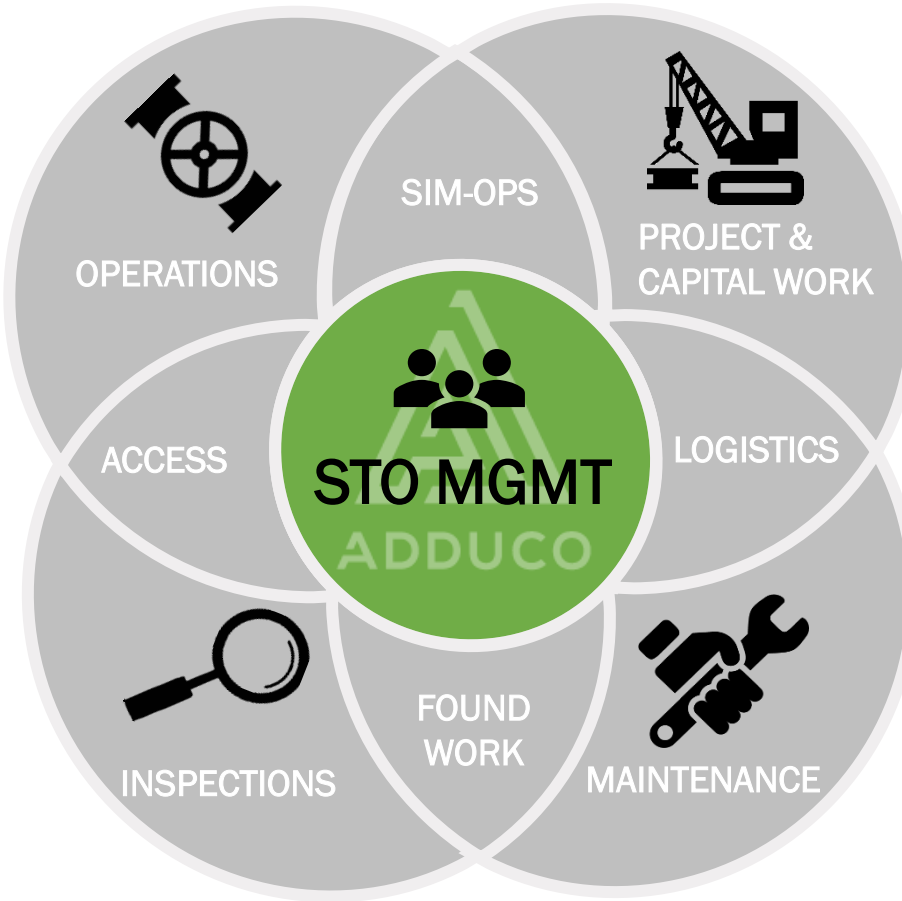 SIM-OPS
PROJECT &
CAPITAL WORK
OPERATIONS
ACCESS
LOGISTICS
STO MGMT
ADDUCO
FOUND
WORK
INSPECTIONS
MAINTENANCE